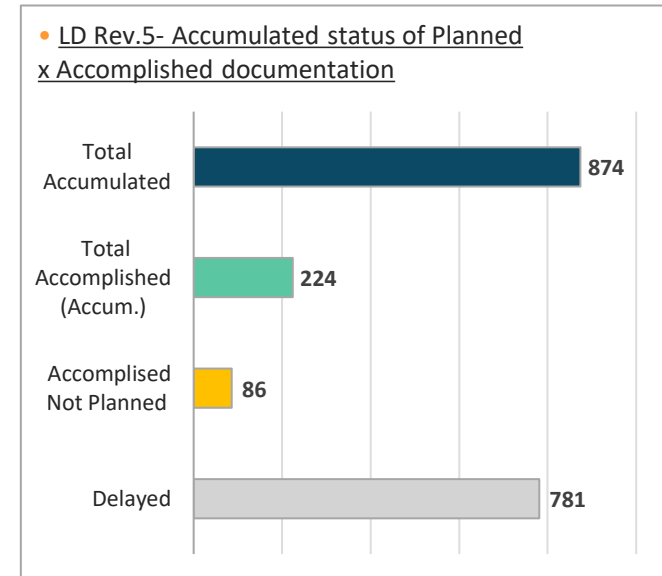 • LD Rev.5- Accumulated status of Planned
x Accomplished documentation
Total
Accumulated
874
Total
Accomplished
(Accum.)
224
Accomplised
Not Planned
86
Delayed
781